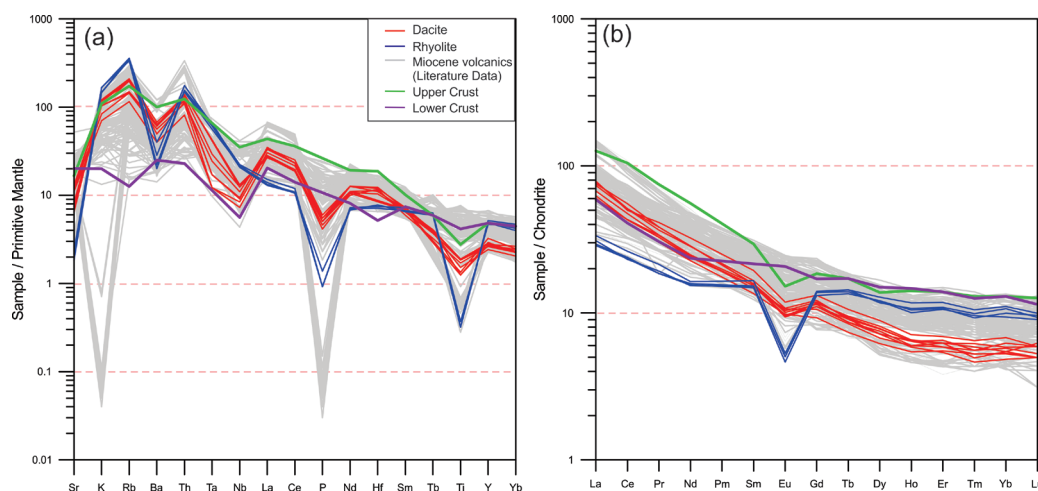 (a)
Dacite
Rhyolite
Miocene volcanics
(Literature Data)
Upper Crust
Lower Crust
Sample / Primitive Mantle
1000
100
10
1
0.1
0.01
Sr K Rb Ba Th Ta Nb La Ce P Nd Hf Sm Tb Ti Y Yb
(b)
Sample / Chondrite
1000
100
10
1
La Ce Pr Nd Pm Sm Eu Gd Tb Dy Ho Er Tm Yb